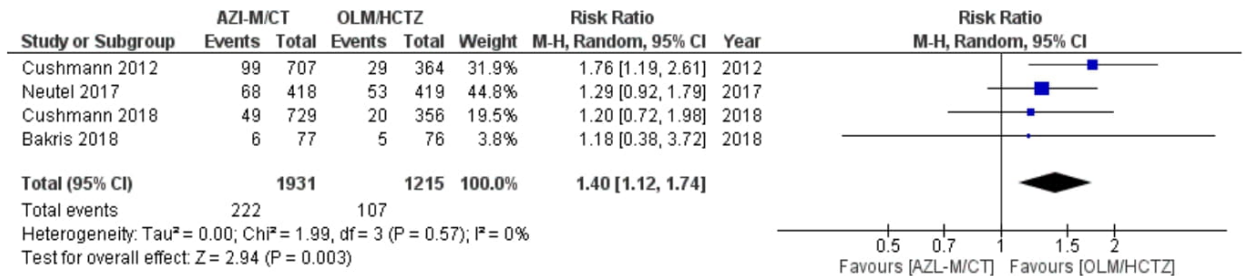 AZI-M/CT OLM/HCTZ Risk Ratio Risk Ratio
Study or Subgroup Events Total Events Total Weight M-H, Random, 95% CI Year M-H, Random, 95% CI
Cushmann 2012 99 707 29 364 31.9% 1.76 [1.19, 2.61] 2012
Neutel 2017 68 418 53 419 44.8% 1.29 [0.92, 1.79] 2017
Cushmann 2018 49 729 20 356 19.5% 1.20 [0.72, 1.98] 2018
Bakris 2018 6 77 5 76 3.8% 1.18 [0.38, 3.72] 2018
Total (95% CI) 1931 1215 100.0% 1.40 [1.12, 1.74]
Total events 222 107
Heterogeneity: Tau² = 0.00; Chi² = 1.99, df = 3 (P = 0.57); I² = 0%
Test for overall effect: Z = 2.94 (P = 0.003)
0.5 0.7 1 1.5 2
Favours [AZL-M/CT] Favours [OLM/HCTZ]